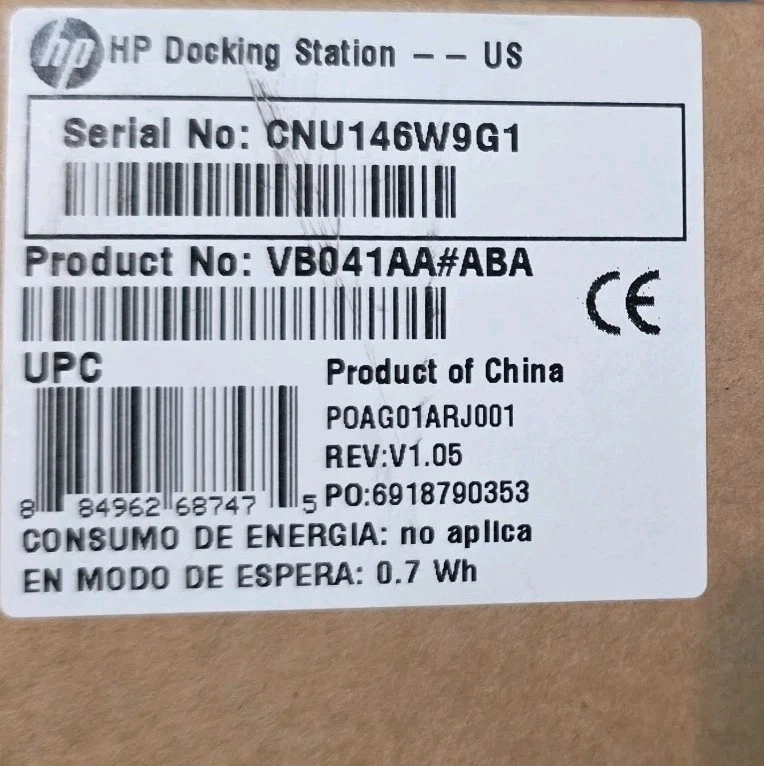 hp HP Docking Station -- US
Serial No: CNU146W9G1
Product No: VB041AA#ABA
CE
UPC
Product of China
P0AG01ARJ001
REV:V1.05
PO:6918790353
8 84962 68747 5
CONSUMO DE ENERGIA: no aplica
EN MODO DE ESPERA: 0.7 Wh